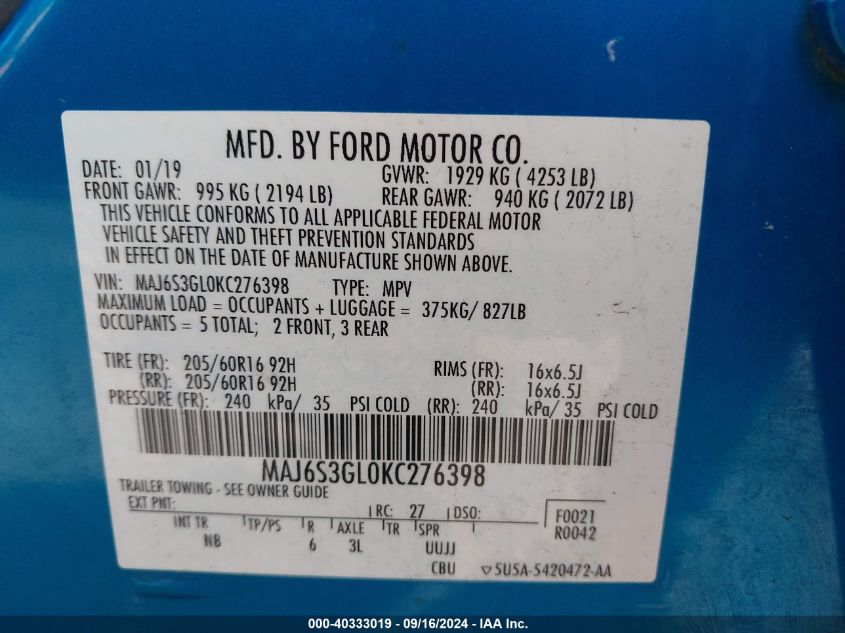 MFD. BY FORD MOTOR CO.
DATE: 01/19 GVWR: 1929 KG ( 4253 LB)
FRONT GAWR: 995 KG ( 2194 LB) REAR GAWR: 940 KG ( 2072 LB)
THIS VEHICLE CONFORMS TO ALL APPLICABLE FEDERAL MOTOR
VEHICLE SAFETY AND THEFT PREVENTION STANDARDS
IN EFFECT ON THE DATE OF MANUFACTURE SHOWN ABOVE.
VIN: MAJ6S3GL0KC276398 TYPE: MPV
MAXIMUM LOAD = OCCUPANTS + LUGGAGE = 375KG/ 827LB
OCCUPANTS = 5 TOTAL; 2 FRONT, 3 REAR
TIRE (FR): 205/60R16 92H RIMS (FR): 16x6.5J
(RR): 205/60R16 92H (RR): 16x6.5J
PRESSURE (FR): 240 kPa/ 35 PSI COLD (RR): 240 kPa/ 35 PSI COLD
MAJ6S3GL0KC276398
TRAILER TOWING - SEE OWNER GUIDE
EXT PNT: RC: 27 DSO: F0021
INT TR TP/PS R AXLE TR SPR R0042
NB 6 3L UUJJ
CBU 5U5A-5420472-AA
000-40333019 - 09/16/2024 - IAA Inc.